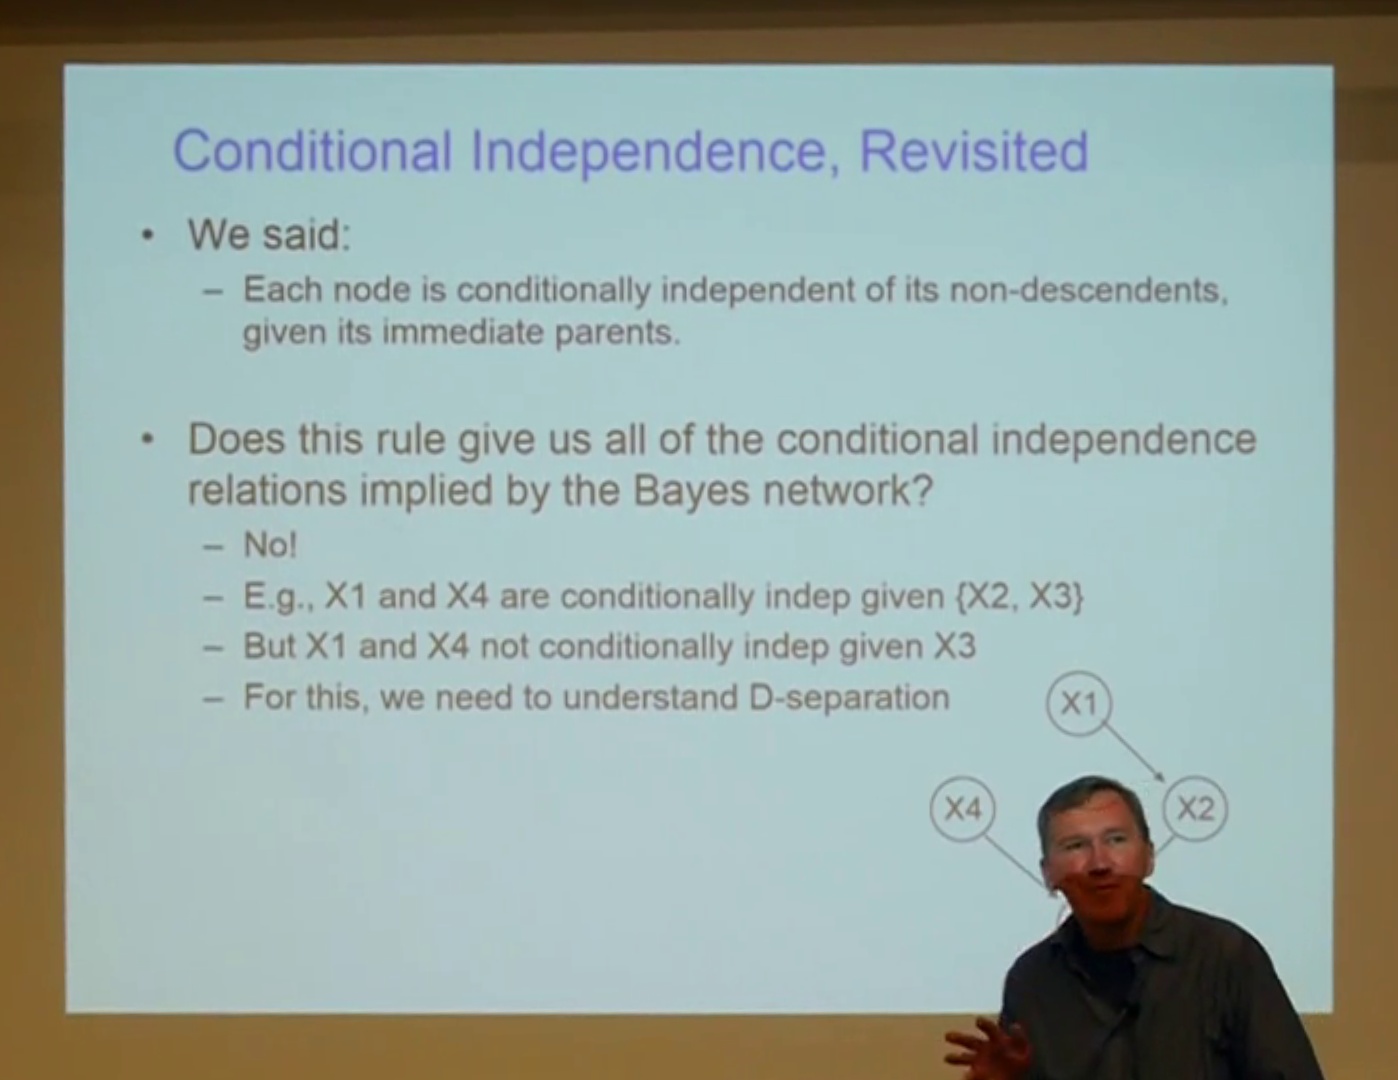 Conditional Independence, Revisited
• We said:
– Each node is conditionally independent of its non-descendents,
given its immediate parents.
• Does this rule give us all of the conditional independence
relations implied by the Bayes network?
– No!
– E.g., X1 and X4 are conditionally indep given {X2, X3}
– But X1 and X4 not conditionally indep given X3
– For this, we need to understand D-separation
X1
X4 X2